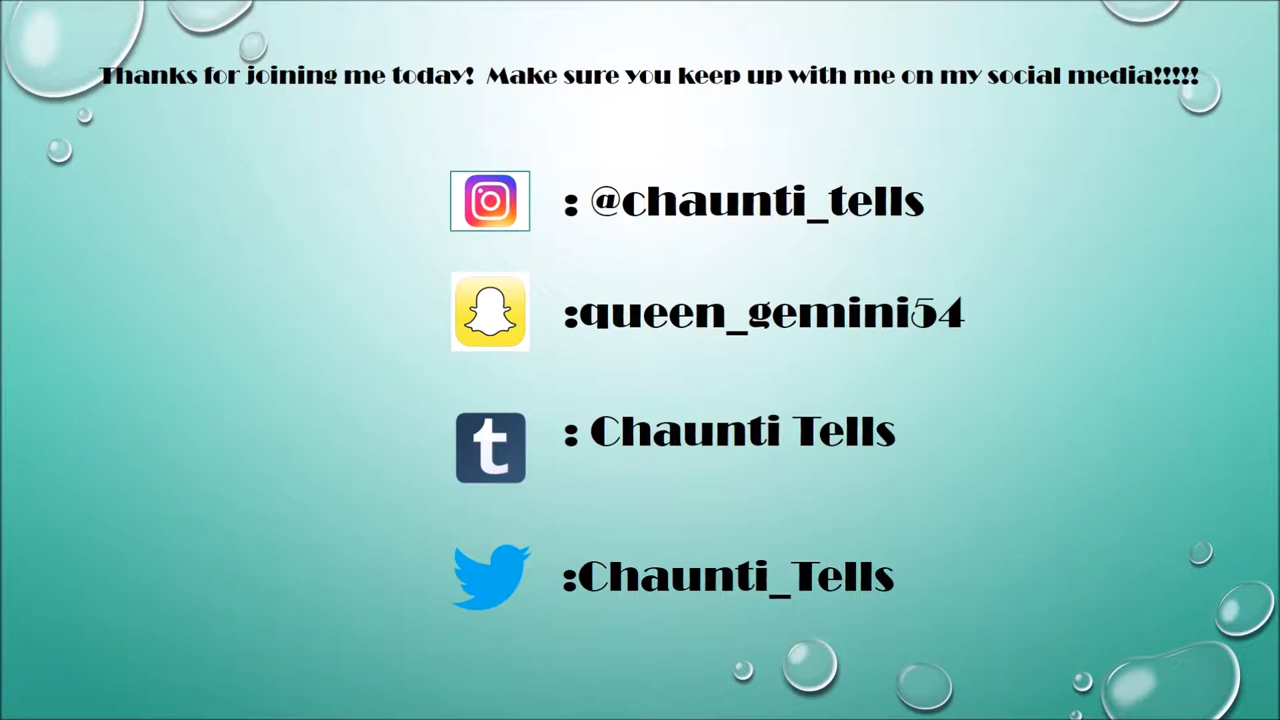 Thanks for joining me today!  Make sure you keep up with me on my social media!!!!!
: @chaunti_tells
:queen_gemini54
t : Chaunti Tells
:Chaunti_Tells